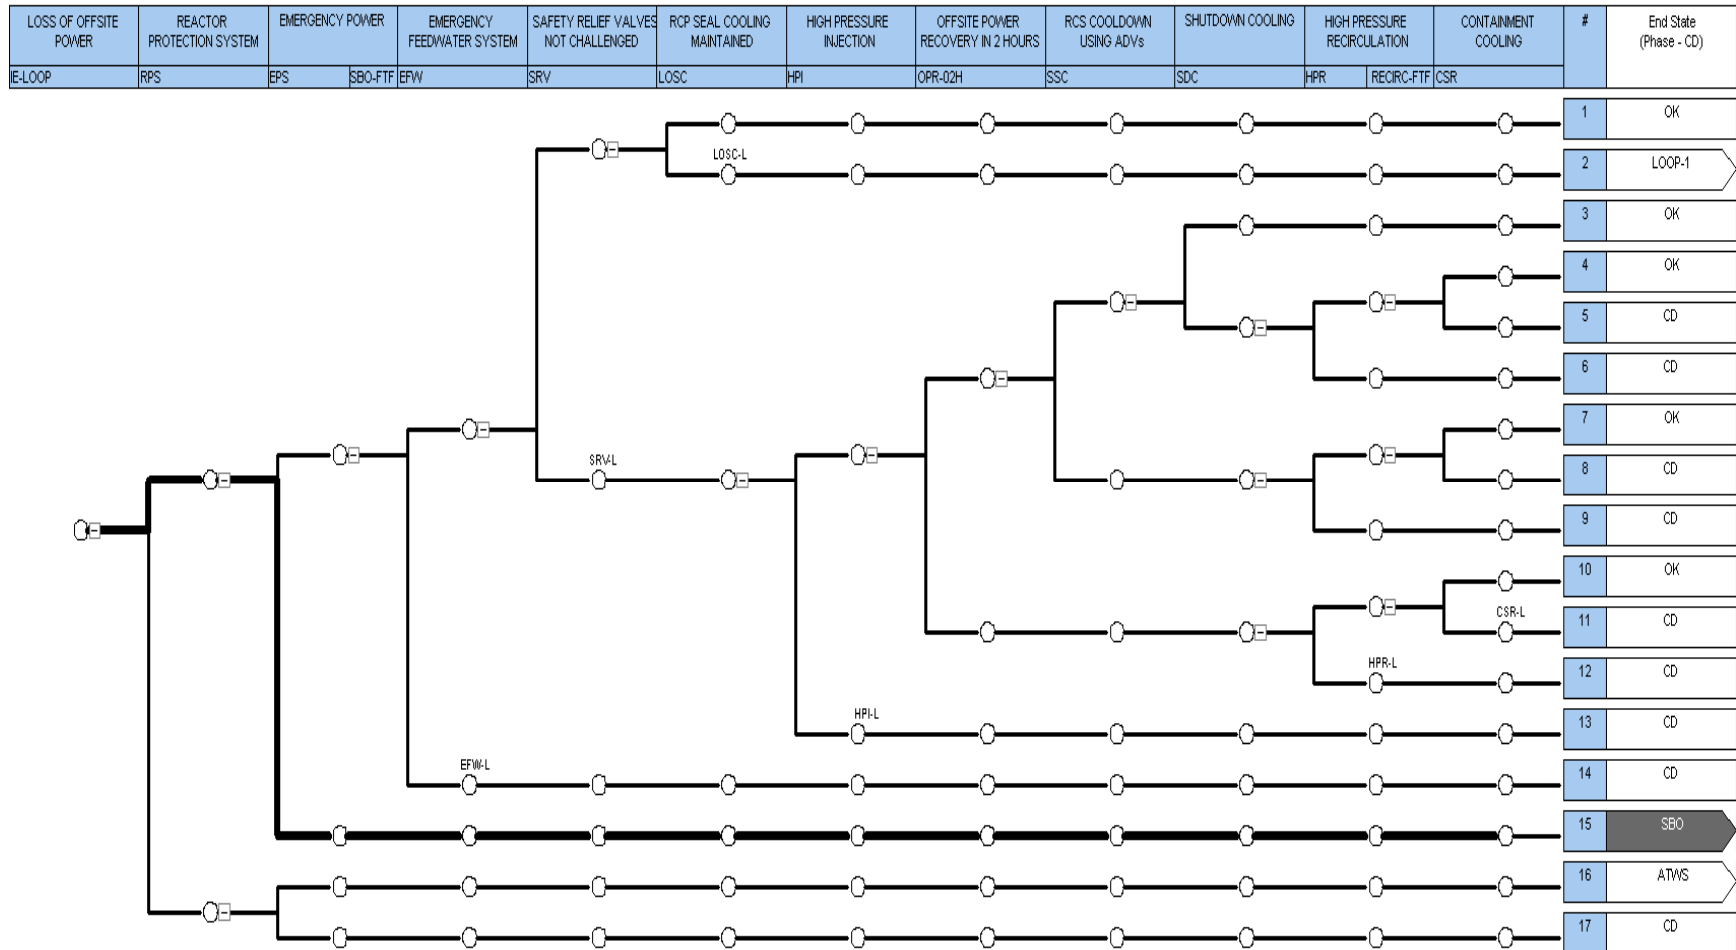 LOSS OF OFFSITE POWER
REACTOR PROTECTION SYSTEM
EMERGENCY POWER
EMERGENCY FEEDWATER SYSTEM
SAFETY RELIEF VALVES NOT CHALLENGED
RCP SEAL COOLING MAINTAINED
HIGH PRESSURE INJECTION
OFFSITE POWER RECOVERY IN 2 HOURS
RCS COOLDOWN USING ADVs
SHUTDOWN COOLING
HIGH PRESSURE RECIRCULATION
CONTAINMENT COOLING
#
End State (Phase - CD)
IE-LOOP
RPS
EPS
SBO-FTF
EFW
SRV
LOSC
HPI
OPR-02H
SSC
SDC
HPR
RECIRC-FTF
CSR
1 OK
LOSC-L
2 LOOP-1
3 OK
4 OK
5 CD
6 CD
7 OK
SRV-L
8 CD
9 CD
10 OK
CSR-L
11 CD
HPR-L
12 CD
HPI-L
13 CD
EFW-L
14 CD
15 SBO
16 ATWS
17 CD